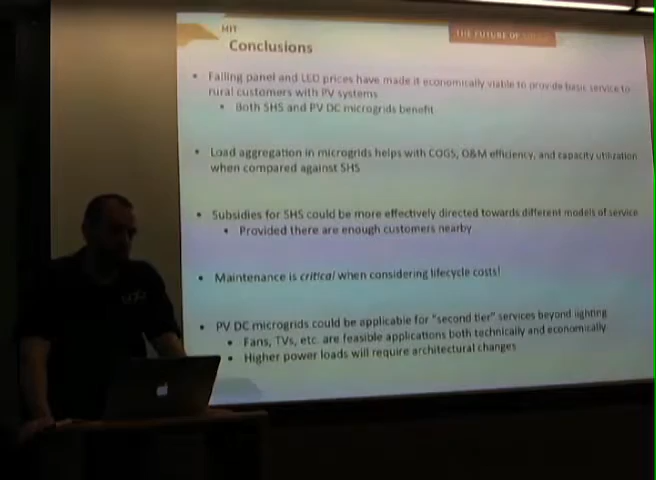 MIT
THE FUTURE OF
Conclusions
• Falling panel and LED prices have made it economically viable to provide basic service to
rural customers with PV systems
• Both SHS and PV DC microgrids benefit
• Load aggregation in microgrids helps with COGS, O&M efficiency, and capacity utilization
when compared against SHS
• Subsidies for SHS could be more effectively directed towards different models of service
• Provided there are enough customers nearby
• Maintenance is critical when considering lifecycle costs!
• PV DC microgrids could be applicable for "second tier" services beyond lighting
• Fans, TVs, etc. are feasible applications both technically and economically
• Higher power loads will require architectural changes